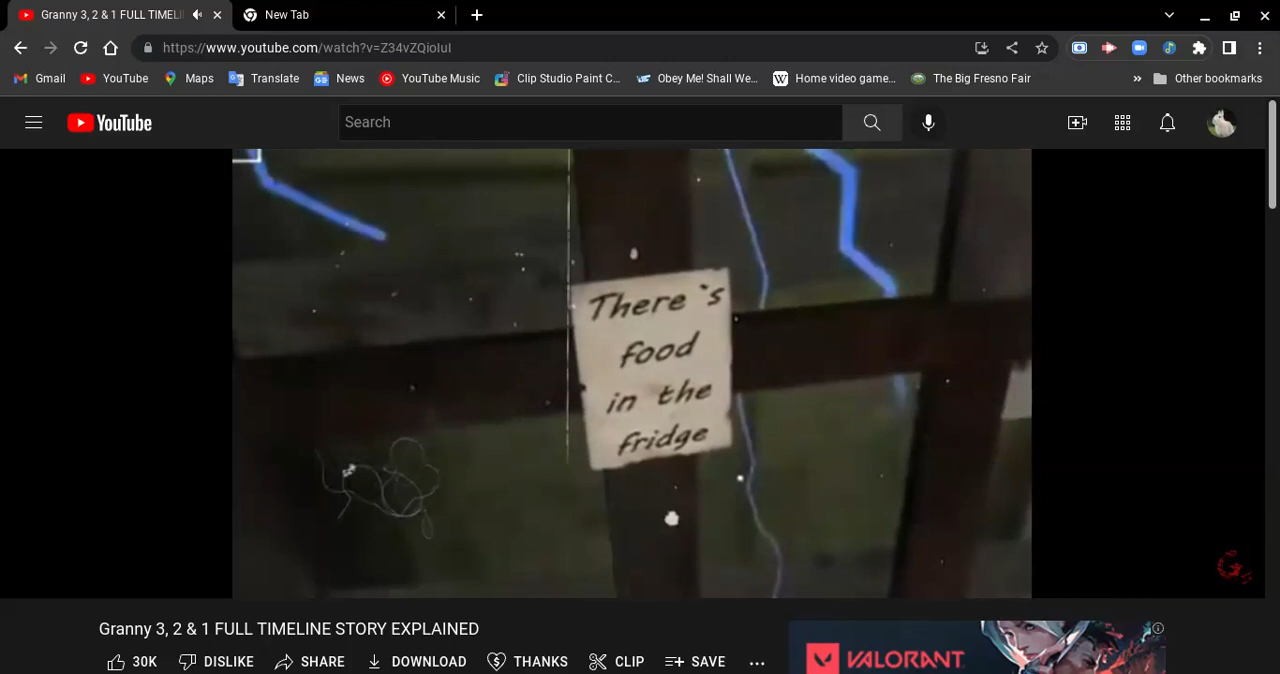 Granny 3, 2 & 1 FULL TIMELI
New Tab
https://www.youtube.com/watch?v=Z34vZQioIuI
Gmail YouTube Maps Translate News YouTube Music Clip Studio Paint C... Obey Me! Shall We... Home video game... The Big Fresno Fair » Other bookmarks
YouTube
Search
There's
food
in the
fridge
Granny 3, 2 & 1 FULL TIMELINE STORY EXPLAINED
30K DISLIKE SHARE DOWNLOAD THANKS CLIP SAVE ...
VALORANT